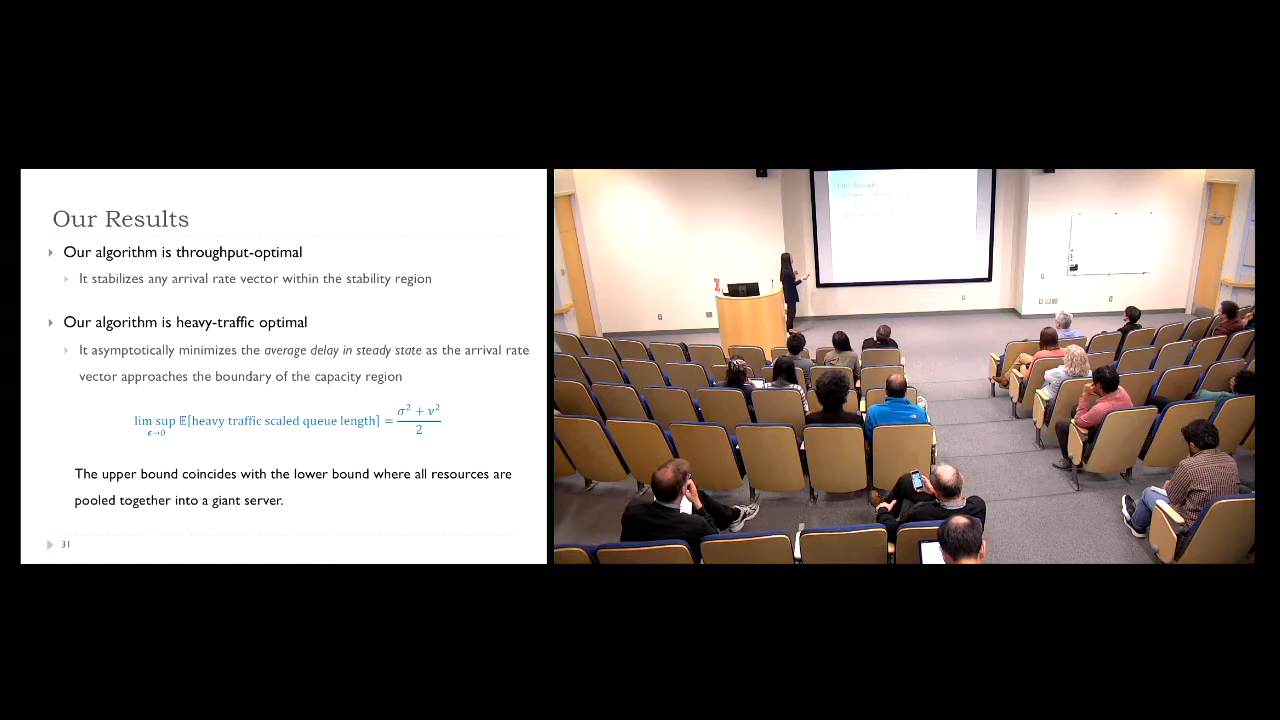 Our Results
Our algorithm is throughput-optimal
It stabilizes any arrival rate vector within the stability region
Our algorithm is heavy-traffic optimal
It asymptotically minimizes the average delay in steady state as the arrival rate
vector approaches the boundary of the capacity region
lim sup 𝔼[heavy traffic scaled queue length] = σ² + ν² / 2
ϵ→0
The upper bound coincides with the lower bound where all resources are
pooled together into a giant server.
31
Our Results